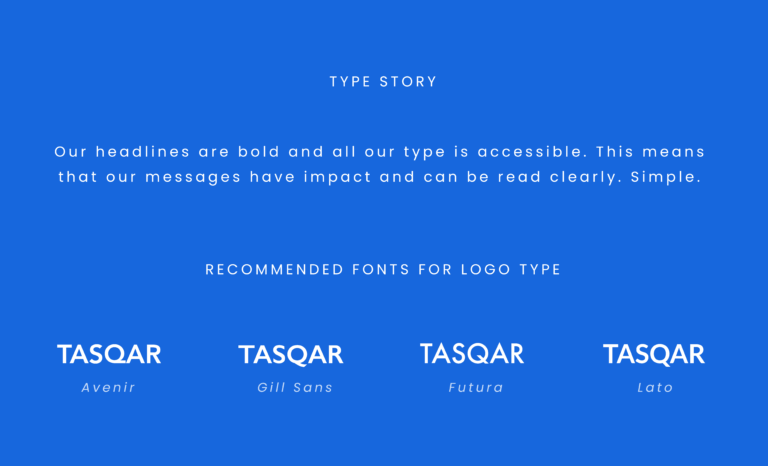 TYPE STORY
Our headlines are bold and all our type is accessible. This means
that our messages have impact and can be read clearly. Simple.
RECOMMENDED FONTS FOR LOGO TYPE
TASQAR TASQAR TASQAR TASQAR
Avenir Gill Sans Futura Lato